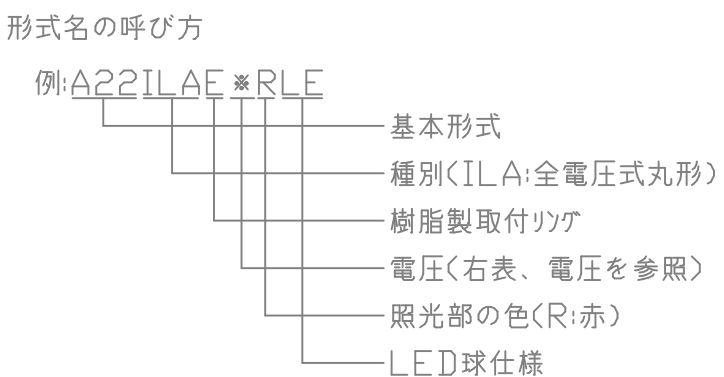 形式名の呼び方
例:A22ILAE※RLE
基本形式
種別(ILA:全電圧式丸形)
樹脂製取付リング
電圧(右表、電圧を参照)
照光部の色(R:赤)
LED球仕様